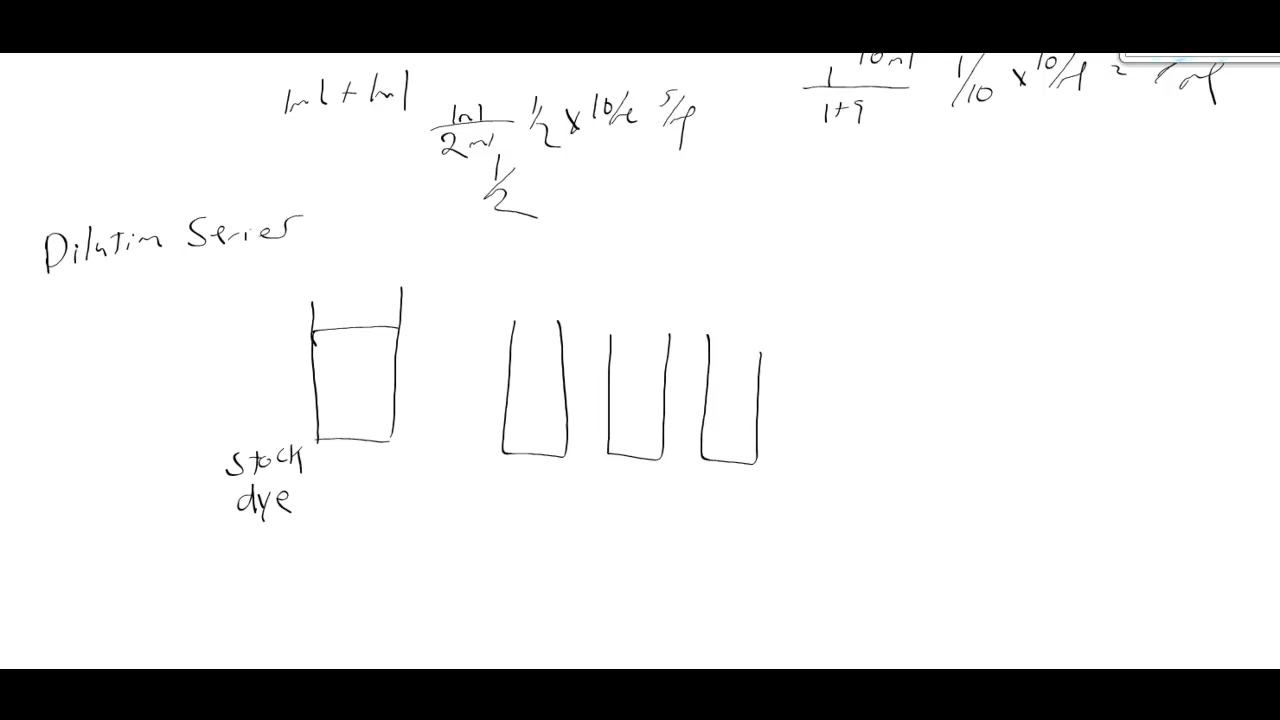 1ml + 1ml
1ml
2ml
1/2 x 10/
1/2
10ml
1
1+9
1/10 x 10/
Dilution Series
stock
dye